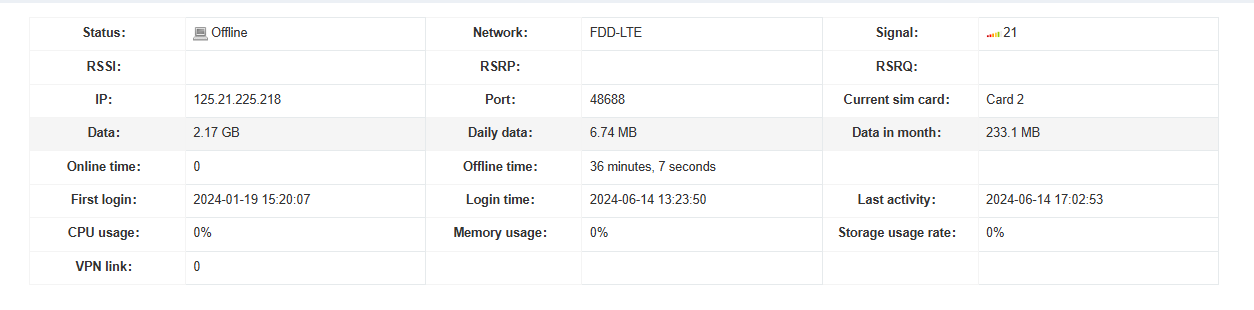 Status: Offline Network: FDD-LTE Signal: 21
RSSI: RSRP: RSRQ:
IP: 125.21.225.218 Port: 48688 Current sim card: Card 2
Data: 2.17 GB Daily data: 6.74 MB Data in month: 233.1 MB
Online time: 0 Offline time: 36 minutes, 7 seconds
First login: 2024-01-19 15:20:07 Login time: 2024-06-14 13:23:50 Last activity: 2024-06-14 17:02:53
CPU usage: 0% Memory usage: 0% Storage usage rate: 0%
VPN link: 0